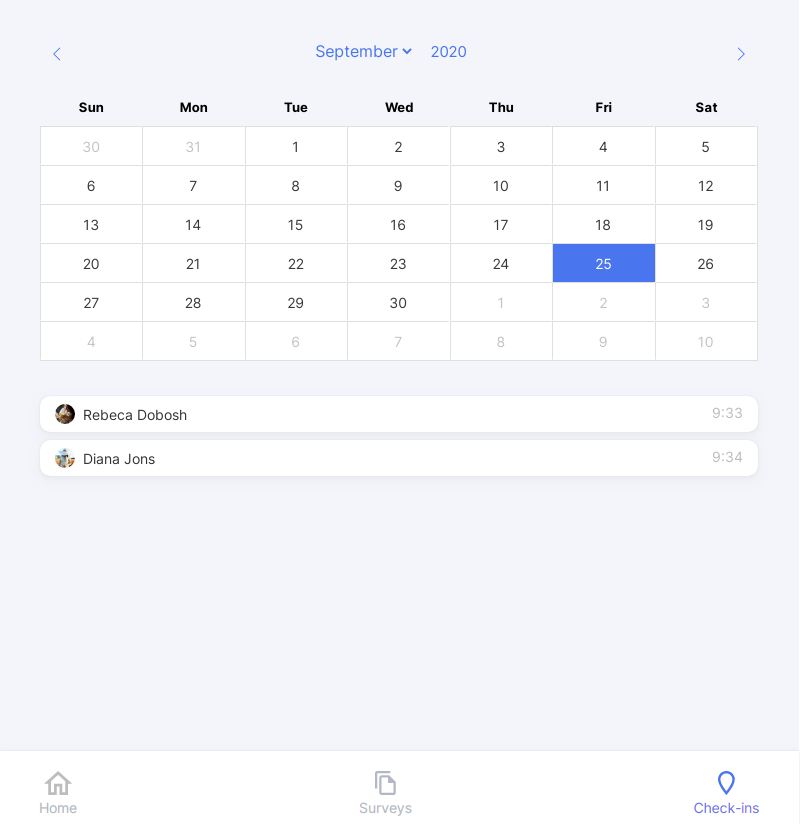 September 2020
Sun Mon Tue Wed Thu Fri Sat
30 31 1 2 3 4 5
6 7 8 9 10 11 12
13 14 15 16 17 18 19
20 21 22 23 24 25 26
27 28 29 30 1 2 3
4 5 6 7 8 9 10
Rebeca Dobosh 9:33
Diana Jons 9:34
Home Surveys Check-ins